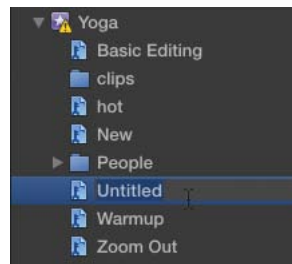 Yoga
Basic Editing
clips
hot
New
People
Untitled
Warmup
Zoom Out